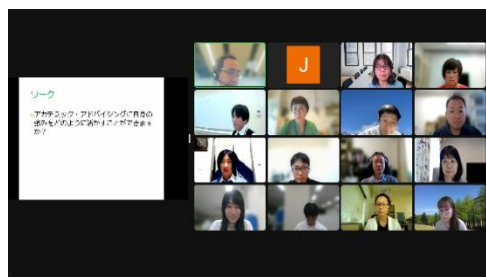 ワーク
アカデミック・アドバイジングに自身の
強みをどのように活かすことができます
か？
J